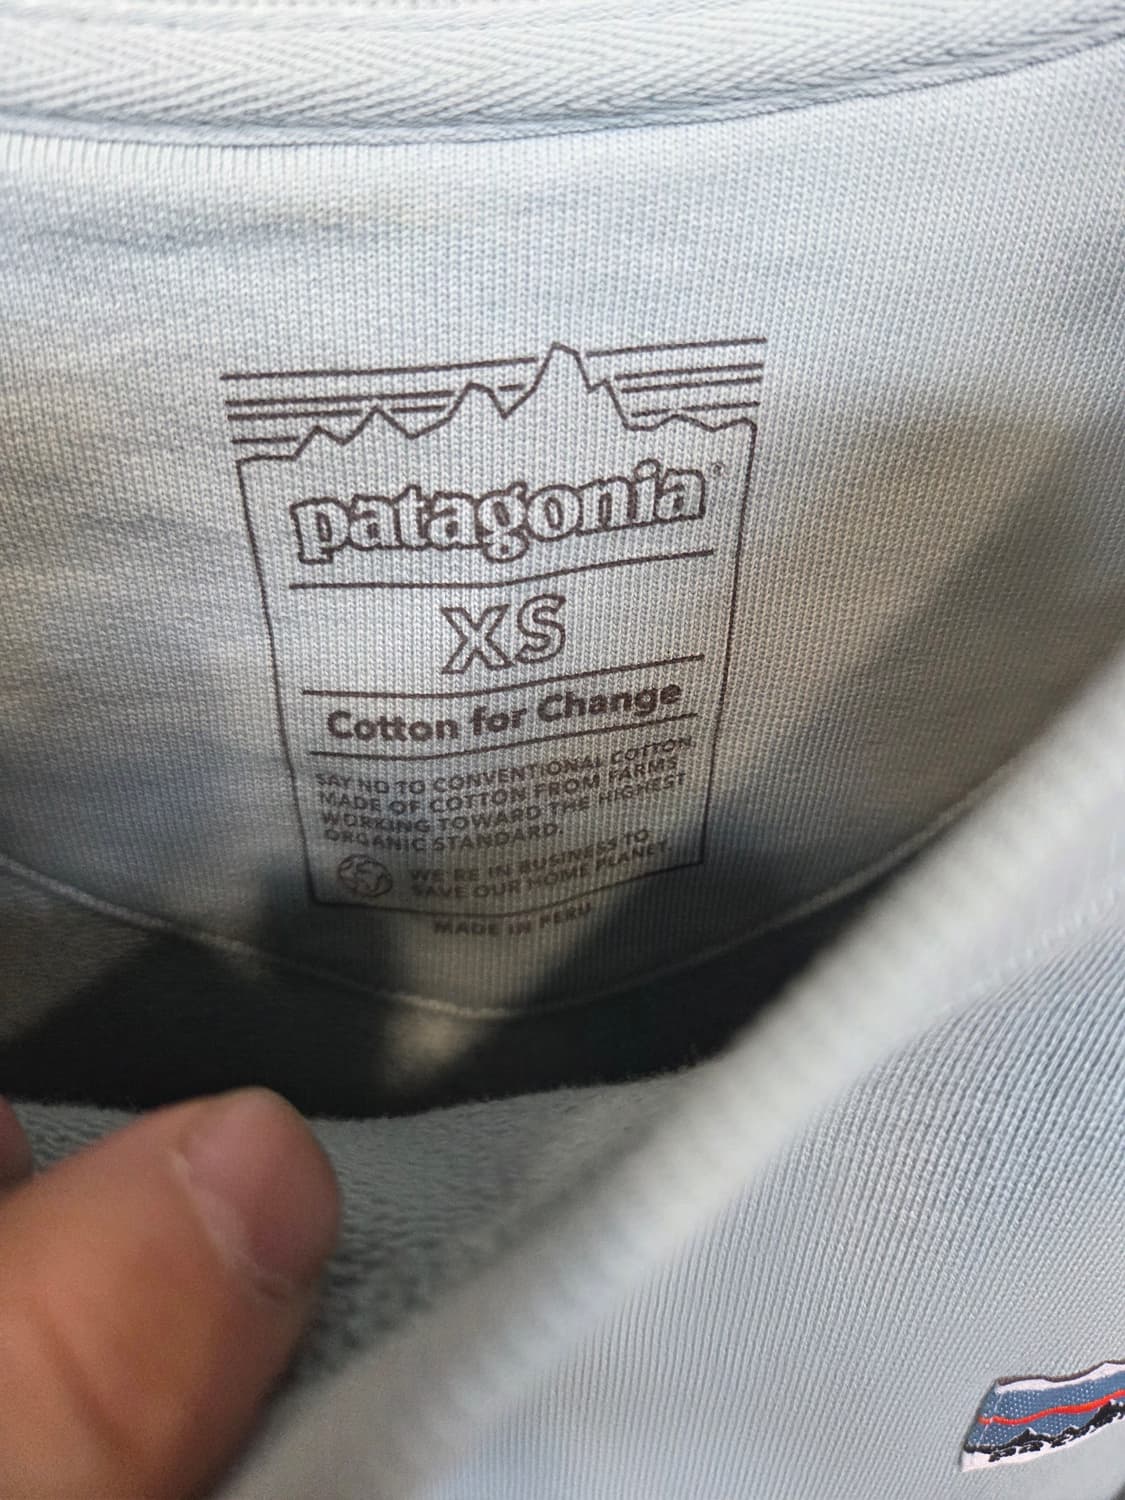 patagonia®
XS
Cotton for Change
SAY NO TO CONVENTIONAL COTTON.
MADE OF COTTON FROM FARMS
WORKING TOWARD THE HIGHEST
ORGANIC STANDARD.
WE'RE IN BUSINESS TO
SAVE OUR HOME PLANET.
MADE IN PERU